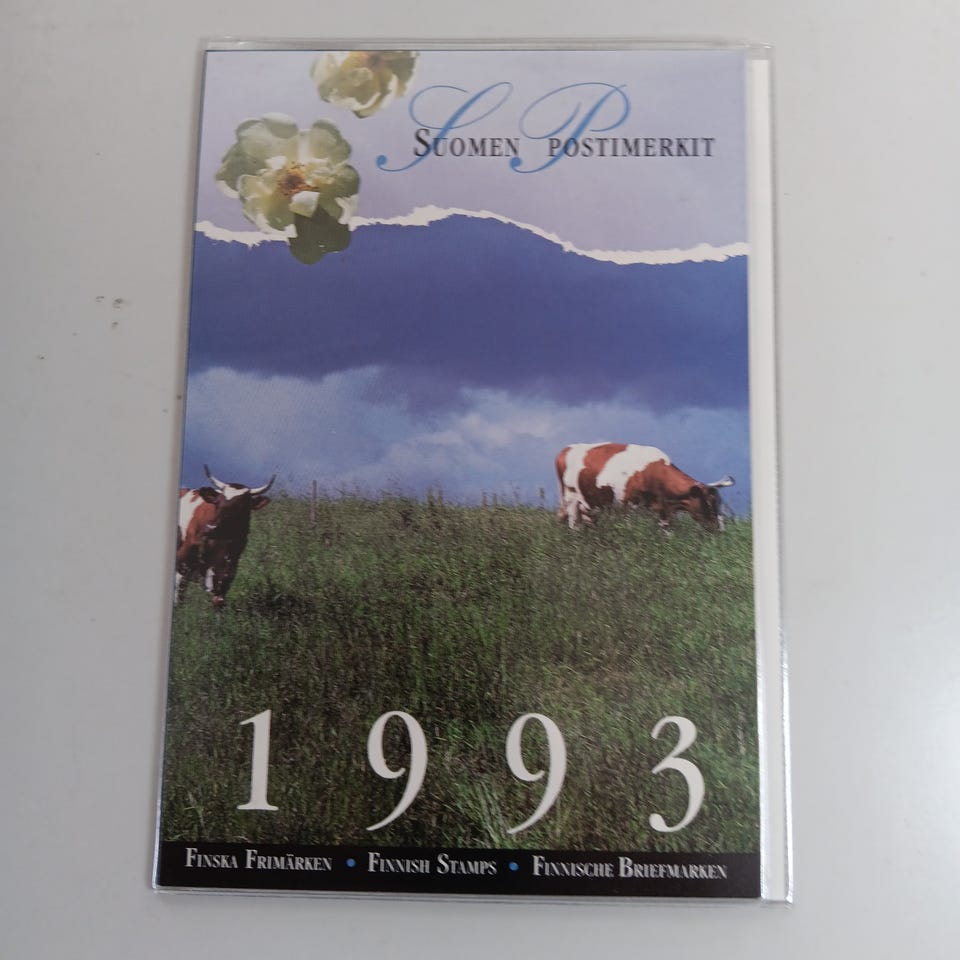 SUOMEN POSTIMERKIT
1993
FINSKA FRIMÄRKEN • FINNISH STAMPS • FINNISCHE BRIEFMARKEN